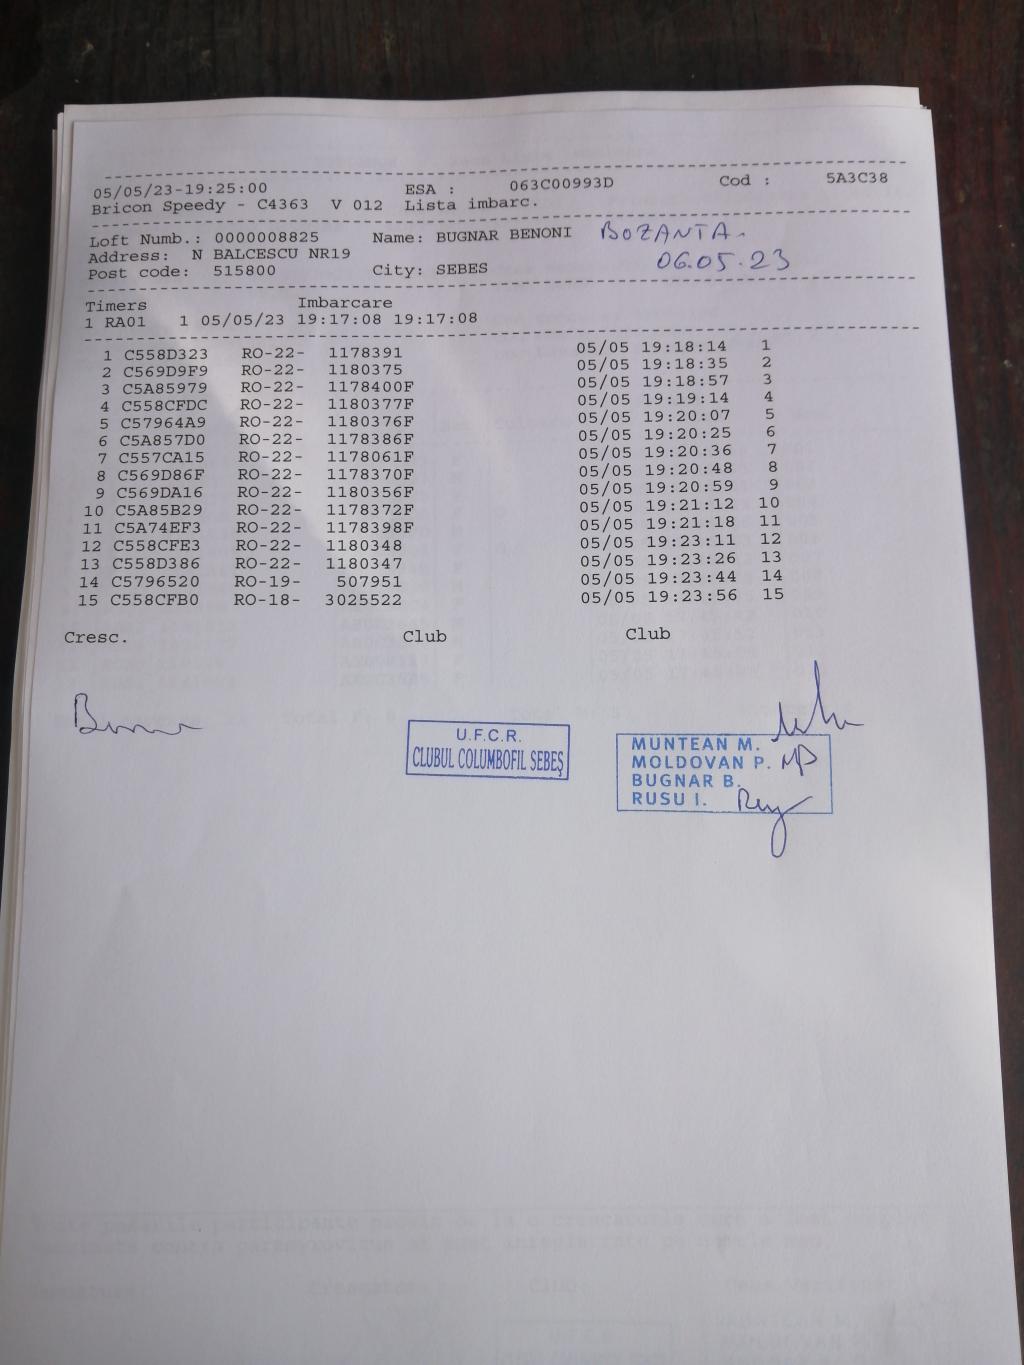 05/05/23-19:25:00 ESA : 063C00993D Cod : 5A3C38
Bricon Speedy - C4363 V 012 Lista imbarc.
Loft Numb.: 0000008825 Name: BUGNAR BENONI BOZANTA.
Address: N BALCESCU NR19 06.05.23
Post code: 515800 City: SEBES
Timers Imbarcare
1 RA01 1 05/05/23 19:17:08 19:17:08
1 C558D323 RO-22- 1178391 05/05 19:18:14 1
2 C569D9F9 RO-22- 1180375 05/05 19:18:35 2
3 C5A85979 RO-22- 1178400F 05/05 19:18:57 3
4 C558CFDC RO-22- 1180377F 05/05 19:19:14 4
5 C57964A9 RO-22- 1180376F 05/05 19:20:07 5
6 C5A857D0 RO-22- 1178386F 05/05 19:20:25 6
7 C557CA15 RO-22- 1178061F 05/05 19:20:36 7
8 C569D86F RO-22- 1178370F 05/05 19:20:48 8
9 C569DA16 RO-22- 1180356F 05/05 19:20:59 9
10 C5A85B29 RO-22- 1178372F 05/05 19:21:12 10
11 C5A74EF3 RO-22- 1178398F 05/05 19:21:18 11
12 C558CFE3 RO-22- 1180348 05/05 19:23:11 12
13 C558D386 RO-22- 1180347 05/05 19:23:26 13
14 C5796520 RO-19- 507951 05/05 19:23:44 14
15 C558CFB0 RO-18- 3025522 05/05 19:23:56 15
Cresc. Club Club
U.F.C.R.
CLUBUL COLUMBOFIL SEBEŞ
MUNTEAN M.
MOLDOVAN P.
BUGNAR B.
RUSU I.